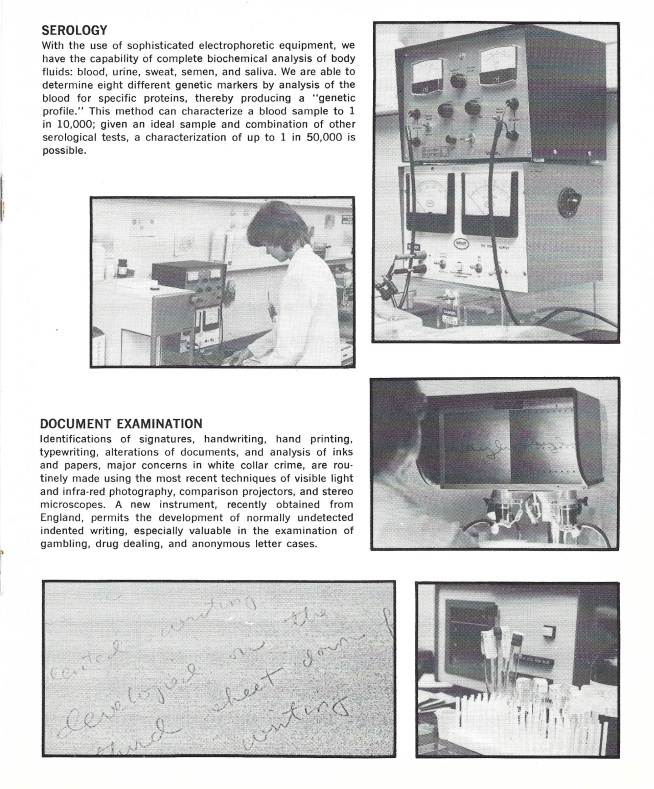 SEROLOGY
With the use of sophisticated electrophoretic equipment, we
have the capability of complete biochemical analysis of body
fluids: blood, urine, sweat, semen, and saliva. We are able to
determine eight different genetic markers by analysis of the
blood for specific proteins, thereby producing a "genetic
profile." This method can characterize a blood sample to 1
in 10,000; given an ideal sample and combination of other
serological tests, a characterization of up to 1 in 50,000 is
possible.
DOCUMENT EXAMINATION
Identifications of signatures, handwriting, hand printing,
typewriting, alterations of documents, and analysis of inks
and papers, major concerns in white collar crime, are rou-
tinely made using the most recent techniques of visible light
and infra-red photography, comparison projectors, and stereo
microscopes. A new instrument, recently obtained from
England, permits the development of normally undetected
indented writing, especially valuable in the examination of
gambling, drug dealing, and anonymous letter cases.
writing
developed on the
third sheet down
writing